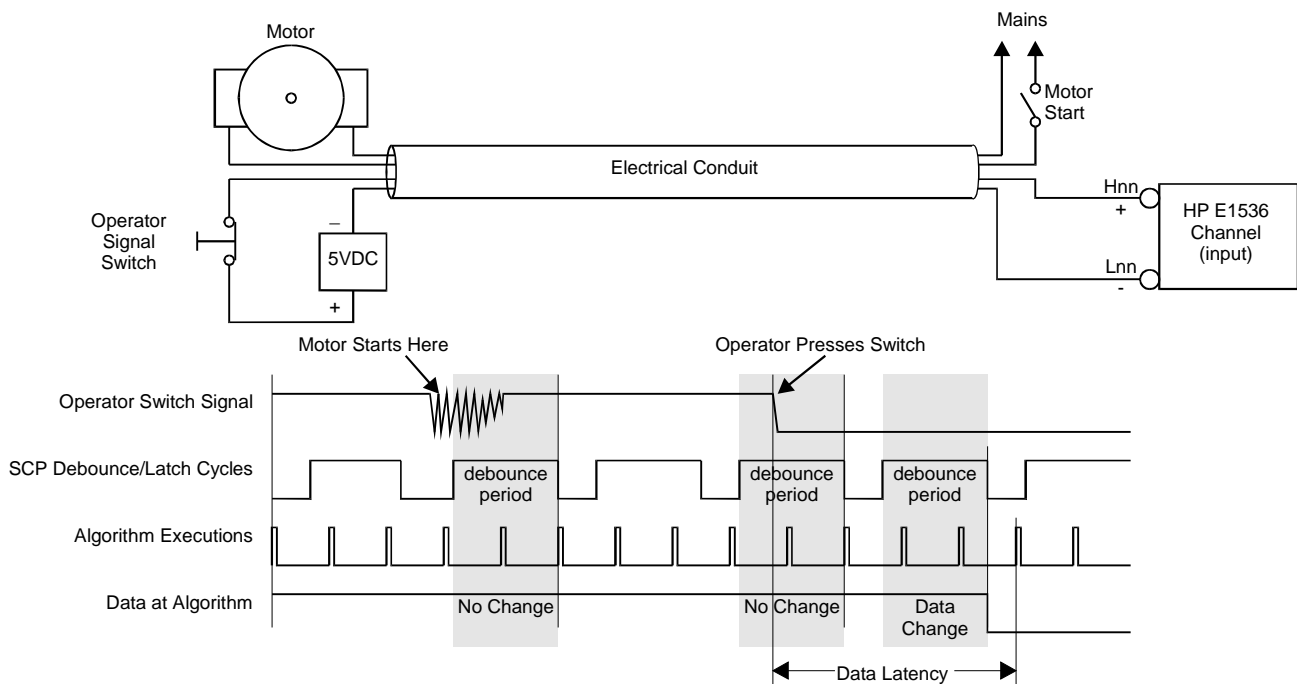 Mains
Motor
Motor
Start
Electrical Conduit
Operator
Signal
Switch
–
5VDC
+
Hnn
+
HP E1536
Channel
(input)
Lnn
-
Motor Starts Here
Operator Presses Switch
Operator Switch Signal
SCP Debounce/Latch Cycles
debounce
period
debounce
period
debounce
period
Algorithm Executions
Data at Algorithm
No Change
No Change
Data
Change
Data Latency